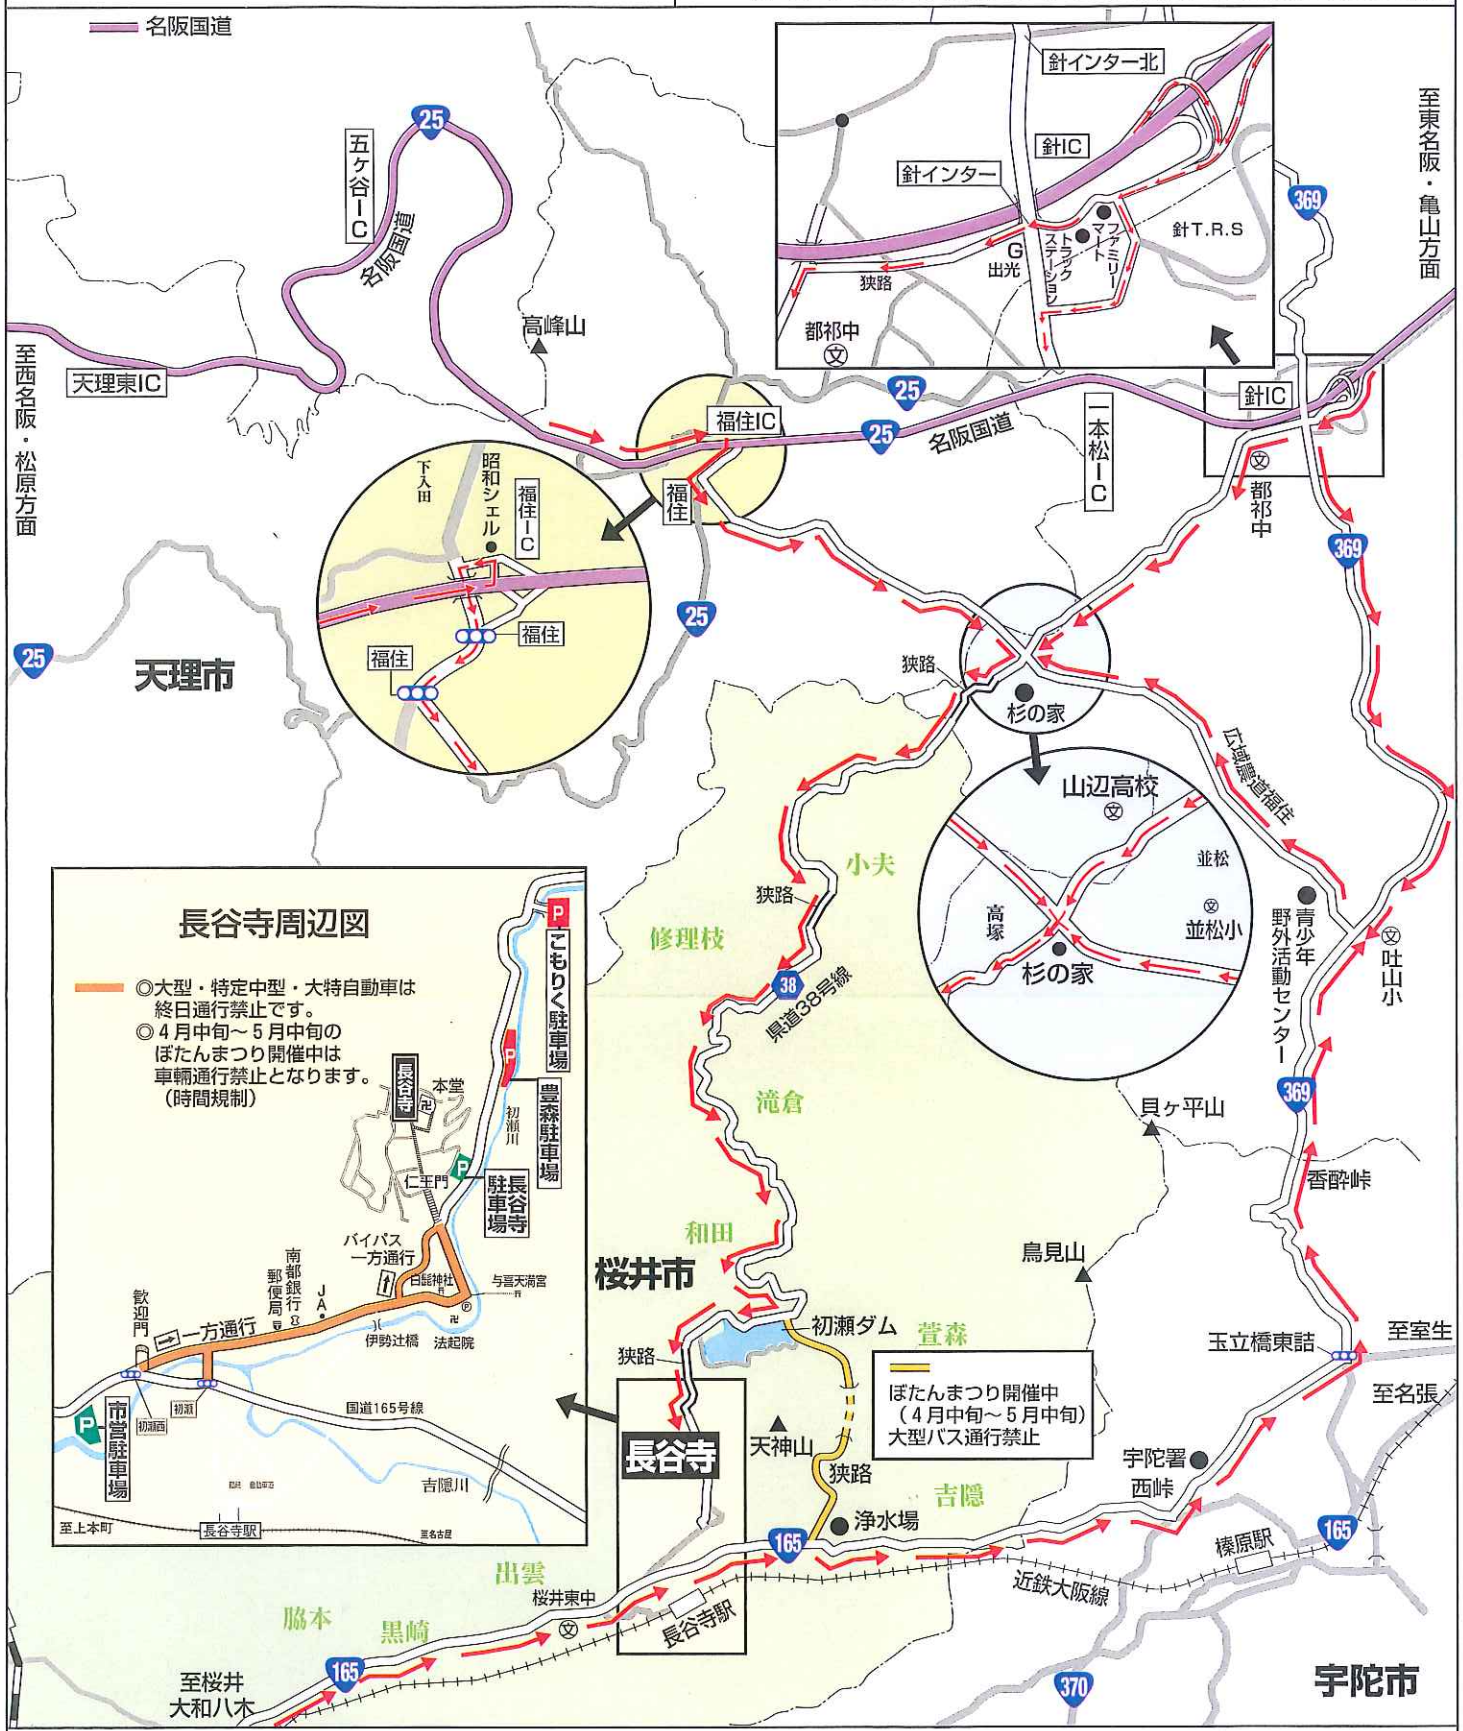 名阪国道
針インター北
針IC
針インター
ファミリーマート
トラックステーション
針T.R.S
G
出光
狭路
都祁中
文
至東名阪・亀山方面
369
25
五ヶ谷IC
名阪国道
高峰山
天理東IC
至西名阪・松原方面
福住IC
25
25
名阪国道
一本松IC
針IC
文
都祁中
福住
下入田
昭和シェル
福住IC
福住
福住
25
25
天理市
369
狭路
杉の家
広域農道福住
山辺高校
文
並松
文
並松小
高塚
杉の家
小夫
狭路
修理枝
38
県道38号線
青少年
野外活動センター
文
吐山小
369
滝倉
貝ヶ平山
香酔峠
和田
桜井市
鳥見山
初瀬ダム
萱森
狭路
玉立橋東詰
至室生
至名張
ぼたんまつり開催中
(4月中旬～5月中旬)
大型バス通行禁止
長谷寺
天神山
狭路
宇陀署
西峠
吉隠
浄水場
165
榛原駅
165
近鉄大阪線
出雲
桜井東中
文
長谷寺駅
脇本
黒崎
165
至桜井
大和八木
370
宇陀市
長谷寺周辺図
◎大型・特定中型・大特自動車は
終日通行禁止です。
◎4月中旬～5月中旬の
ぼたんまつり開催中は
車輛通行禁止となります。
(時間規制)
P
こもりく駐車場
P
豊森駐車場
初瀬川
長谷寺
本堂
卍
仁王門
P
長谷寺
駐車場
バイパス
一方通行
白髭神社
与喜天満宮
P
卍
南都銀行
郵便局
JA
歓迎門
一方通行
伊勢辻橋
法起院
初瀬西
初瀬
国道165号線
P
市営駐車場
吉隠川
至上本町
長谷寺駅
至名古屋